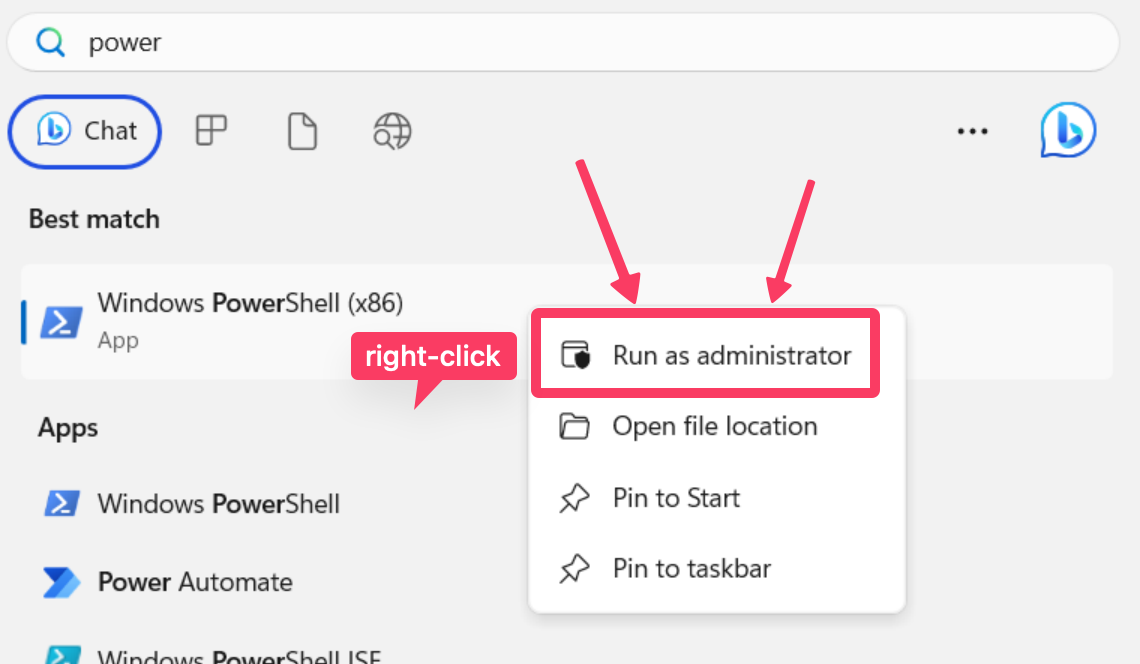 power
Chat
Best match
Windows PowerShell (x86)
App
right-click
Run as administrator
Open file location
Pin to Start
Pin to taskbar
Apps
Windows PowerShell
Power Automate
Windows PowerShell ISE